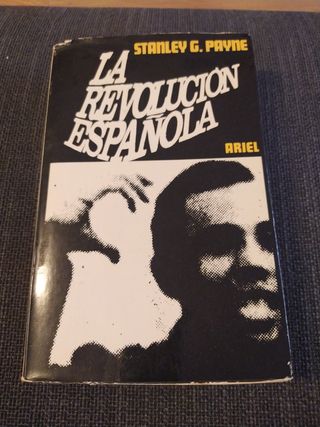 STANLEY G. PAYNE
LA
REVOLUCIÓN
ESPAÑOLA
ARIEL